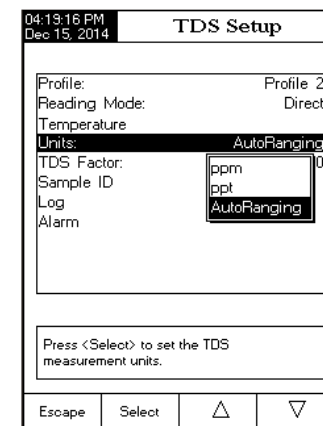 04:19:16 PM
Dec 15, 2014
TDS Setup
Profile: Profile 2
Reading Mode: Direct
Temperature
Units: AutoRanging
TDS Factor: 0
ppm
Sample ID
ppt
Log
AutoRanging
Alarm
Press <Select> to set the TDS
measurement units.
Escape Select △ ▽